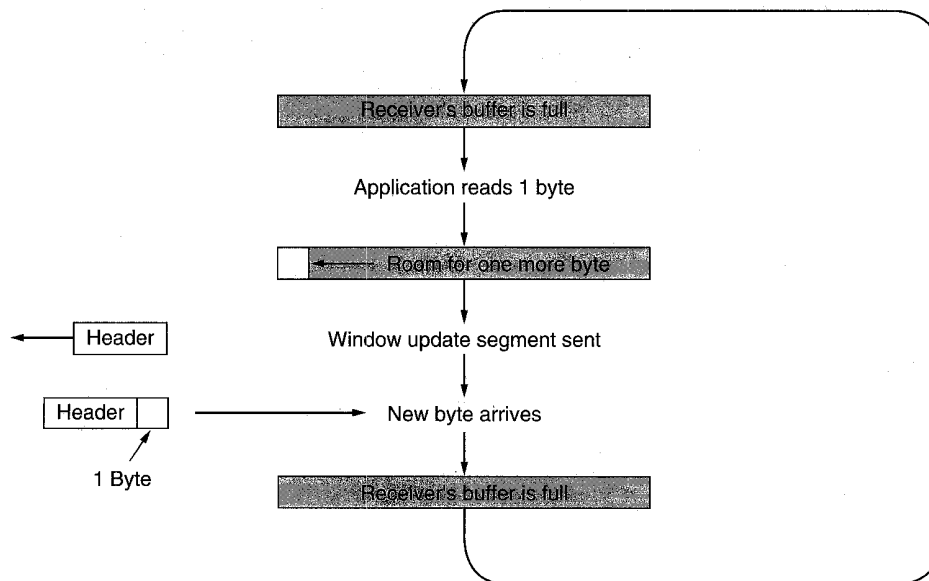 Receiver's buffer is full
Application reads 1 byte
Room for one more byte
Header
Window update segment sent
Header
New byte arrives
1 Byte
Receiver's buffer is full